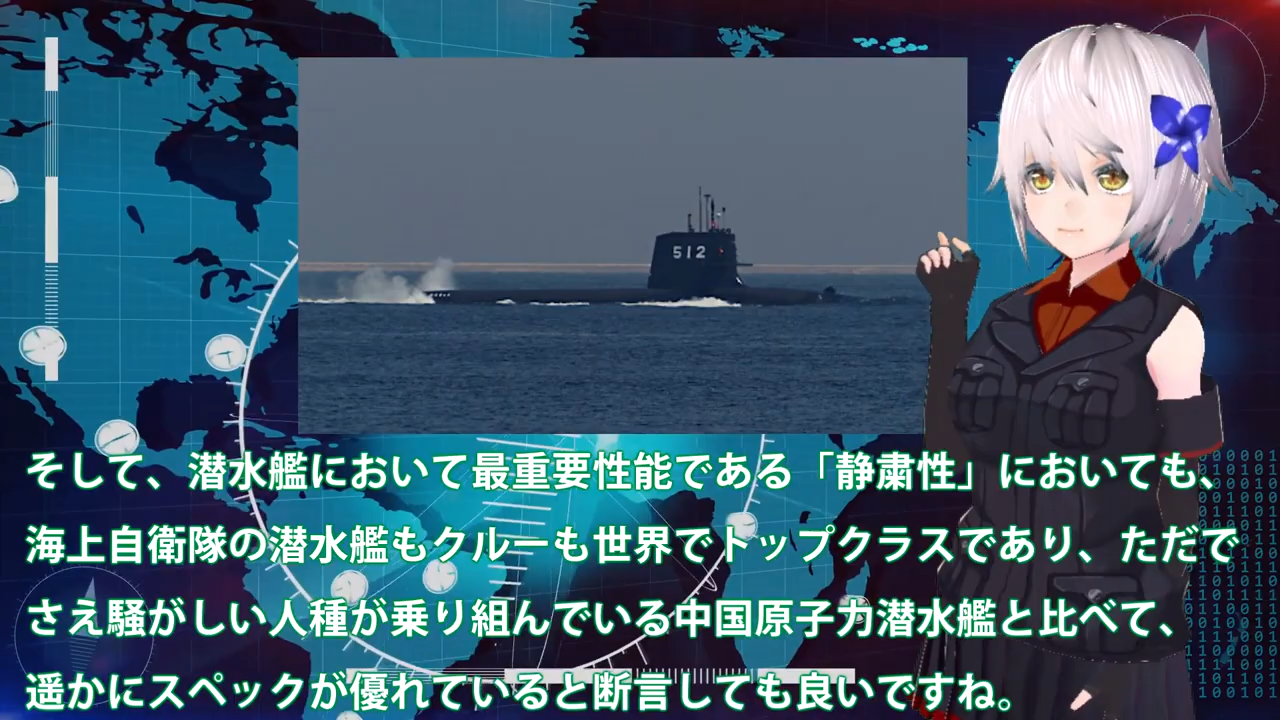 512
そして、潜水艦において最重要性能である「静粛性」においても、
海上自衛隊の潜水艦もクルーも世界でトップクラスであり、ただで
さえ騒がしい人種が乗り組んでいる中国原子力潜水艦と比べて、
遥かにスペックが優れていると断言しても良いですね。